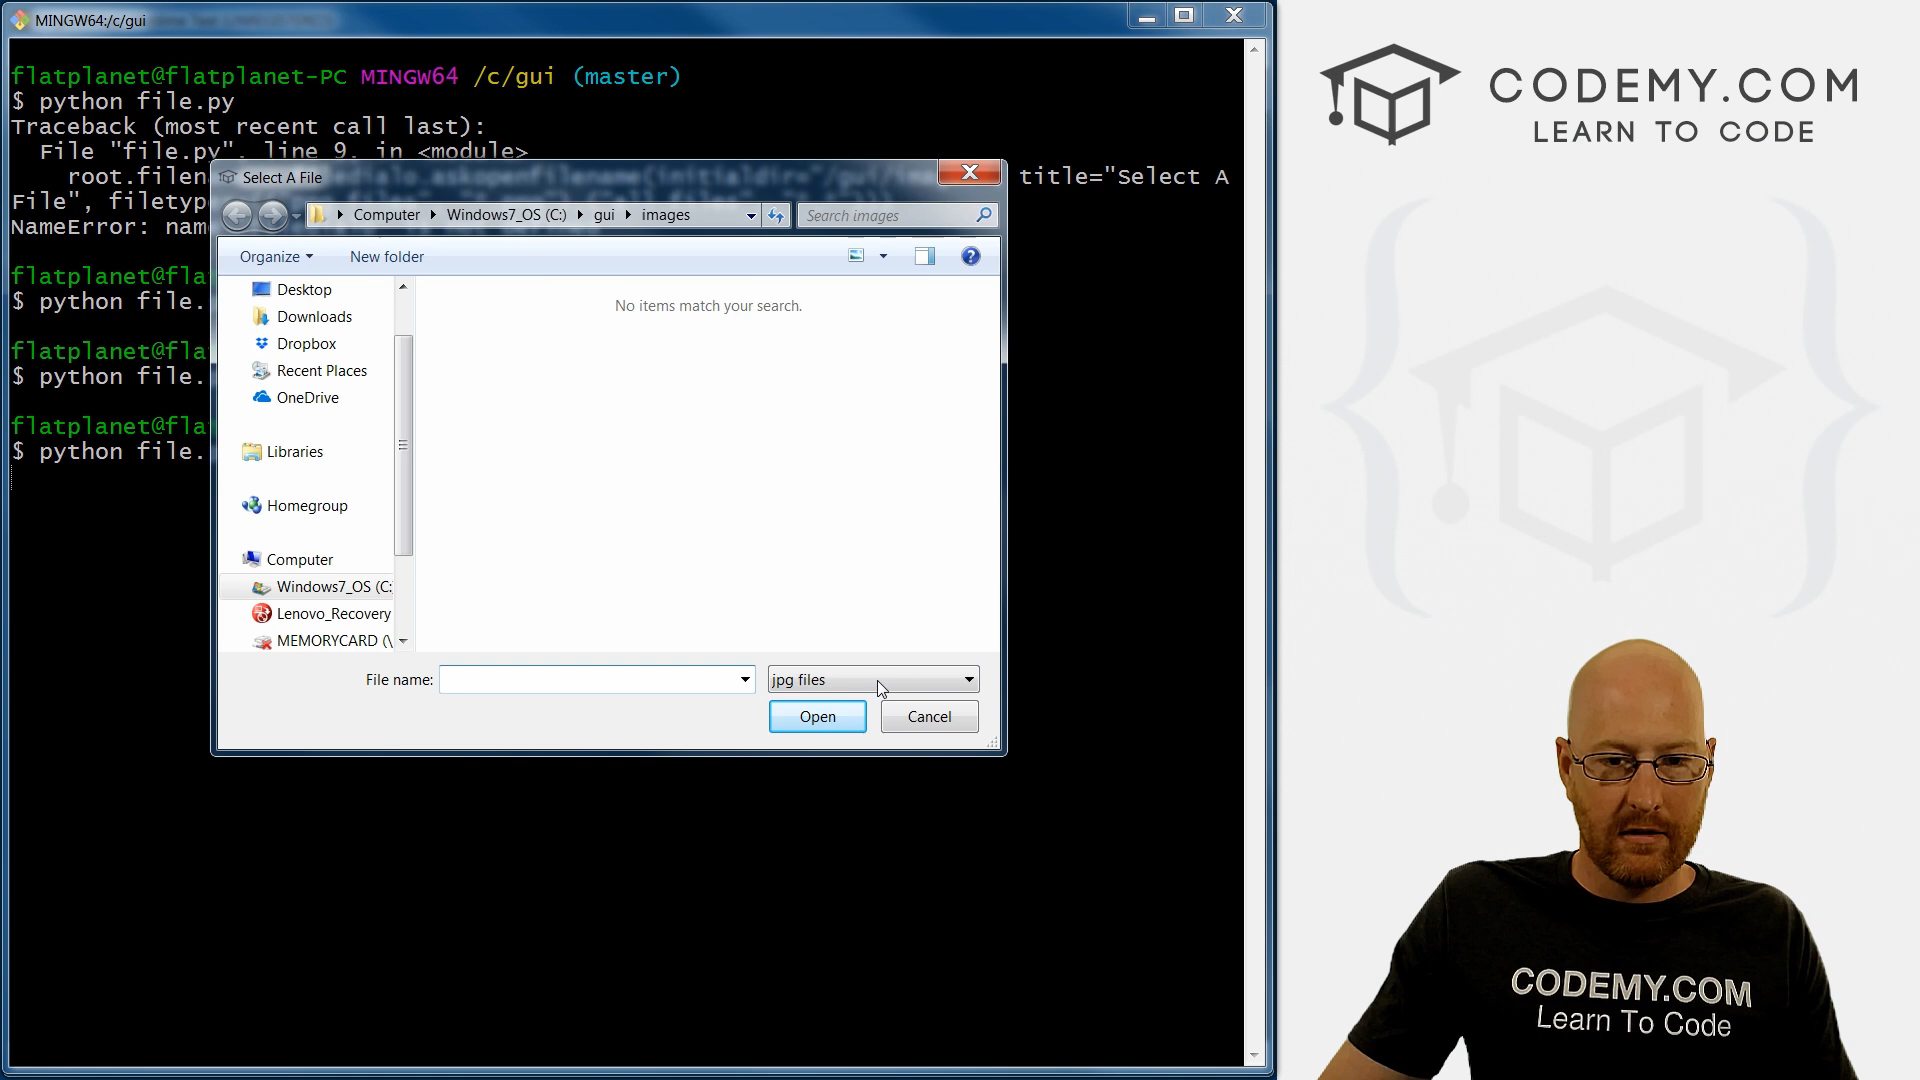 MINGW64:/c/gui
flatplanet@flatplanet-PC MINGW64 /c/gui (master)
$ python file.py
Traceback (most recent call last):
File "file.py", line 9, in <module>
root.filena
.askopenfilename(initialdir="/gui/
title="Select A
File", filetyp
NameError: nam
flatplanet@fla
$ python file.
flatplanet@fla
$ python file.
flatplanet@fla
$ python file.
Select A File
Computer
Windows7_OS (C:)
gui
images
Search images
Organize
New folder
Desktop
Downloads
Dropbox
Recent Places
OneDrive
Libraries
Homegroup
Computer
Windows7_OS (C:
Lenovo_Recovery
MEMORYCARD (\
No items match your search.
File name:
jpg files
Open
Cancel
CODEMY.COM
LEARN TO CODE
CODEMY.COM
Learn To Code